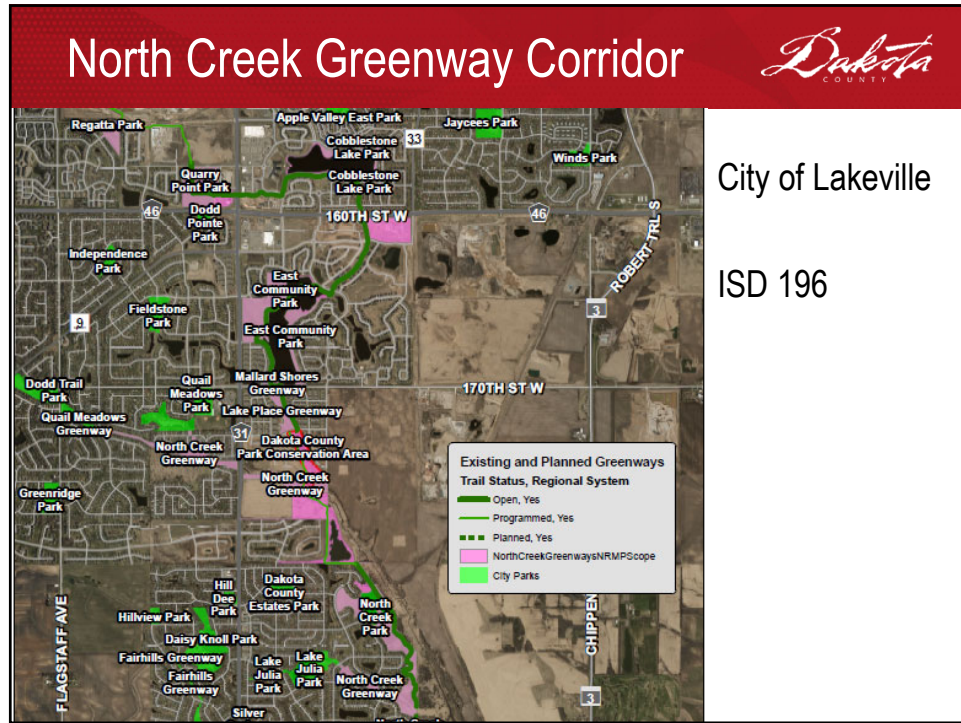 North Creek Greenway Corridor
Dakota
COUNTY
City of Lakeville
ISD 196
Regatta Park
Apple Valley East Park
Jaycees Park
33
Cobblestone
Lake Park
Winds Park
Quarry
Point Park
Cobblestone
Lake Park
46
Dodd
Pointe
Park
160TH ST W
46
ROBERT TRL S
Independence
Park
East
Community
Park
3
Fieldstone
Park
9
East Community
Park
Dodd Trail
Park
Quail
Meadows
Park
Mallard Shores
Greenway
170TH ST W
Quail Meadows
Greenway
Lake Place Greenway
31
North Creek
Greenway
Dakota County
Park Conservation Area
North Creek
Greenway
Greenridge
Park
Existing and Planned Greenways
Trail Status, Regional System
Open, Yes
Programmed, Yes
Planned, Yes
NorthCreekGreenwaysNRMPScope
City Parks
Hill
Dee
Park
Dakota
County
Estates Park
North
Creek
Park
Hillview Park
Daisy Knoll Park
FLAGSTAFF AVE
CHIPPEN
Fairhills Greenway
Fairhills
Greenway
Lake
Julia
Park
Lake
Julia
Park
North Creek
Greenway
3
Silver